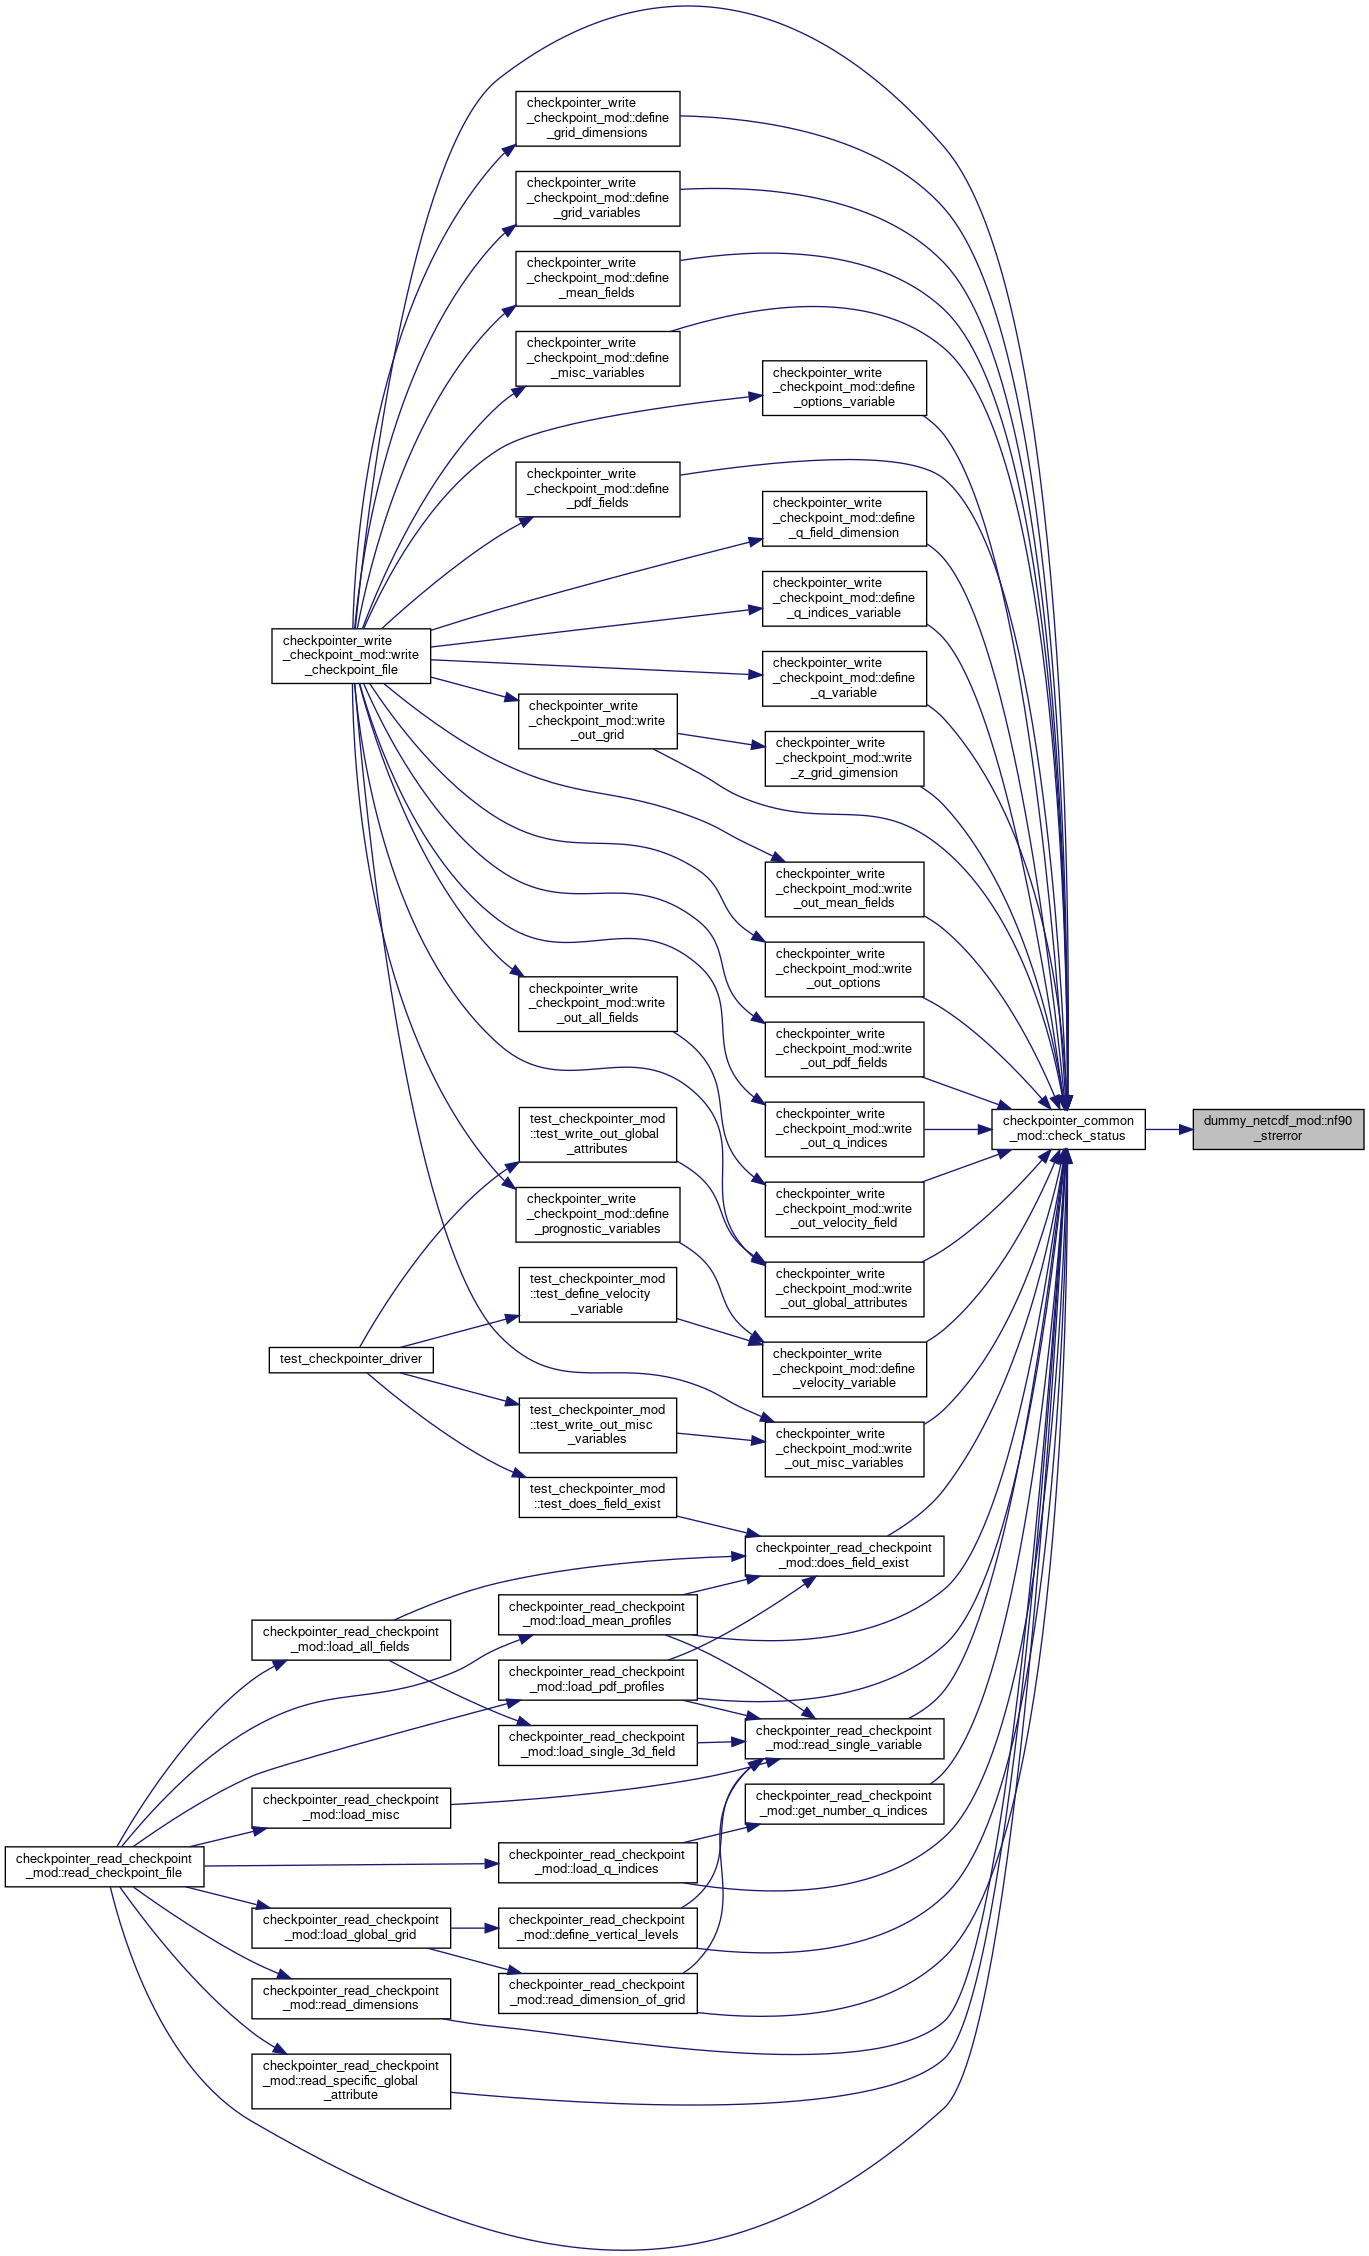 checkpointer_write
_checkpoint_mod::define
_grid_dimensions
checkpointer_write
_checkpoint_mod::define
_grid_variables
checkpointer_write
_checkpoint_mod::define
_mean_fields
checkpointer_write
_checkpoint_mod::define
_misc_variables
checkpointer_write
_checkpoint_mod::define
_options_variable
checkpointer_write
_checkpoint_mod::define
_pdf_fields
checkpointer_write
_checkpoint_mod::define
_q_field_dimension
checkpointer_write
_checkpoint_mod::define
_q_indices_variable
checkpointer_write
_checkpoint_mod::write
_checkpoint_file
checkpointer_write
_checkpoint_mod::define
_q_variable
checkpointer_write
_checkpoint_mod::write
_out_grid
checkpointer_write
_checkpoint_mod::write
_z_grid_gimension
checkpointer_write
_checkpoint_mod::write
_out_mean_fields
checkpointer_write
_checkpoint_mod::write
_out_options
checkpointer_write
_checkpoint_mod::write
_out_all_fields
checkpointer_write
_checkpoint_mod::write
_out_pdf_fields
checkpointer_write
_checkpoint_mod::write
_out_q_indices
checkpointer_common
_mod::check_status
dummy_netcdf_mod::nf90
_strerror
test_checkpointer_mod
::test_write_out_global
_attributes
checkpointer_write
_checkpoint_mod::write
_out_velocity_field
checkpointer_write
_checkpoint_mod::define
_prognostic_variables
checkpointer_write
_checkpoint_mod::write
_out_global_attributes
test_checkpointer_mod
::test_define_velocity
_variable
test_checkpointer_driver
checkpointer_write
_checkpoint_mod::define
_velocity_variable
test_checkpointer_mod
::test_write_out_misc
_variables
checkpointer_write
_checkpoint_mod::write
_out_misc_variables
test_checkpointer_mod
::test_does_field_exist
checkpointer_read_checkpoint
_mod::does_field_exist
checkpointer_read_checkpoint
_mod::load_mean_profiles
checkpointer_read_checkpoint
_mod::load_all_fields
checkpointer_read_checkpoint
_mod::load_pdf_profiles
checkpointer_read_checkpoint
_mod::load_single_3d_field
checkpointer_read_checkpoint
_mod::read_single_variable
checkpointer_read_checkpoint
_mod::load_misc
checkpointer_read_checkpoint
_mod::get_number_q_indices
checkpointer_read_checkpoint
_mod::read_checkpoint_file
checkpointer_read_checkpoint
_mod::load_q_indices
checkpointer_read_checkpoint
_mod::load_global_grid
checkpointer_read_checkpoint
_mod::define_vertical_levels
checkpointer_read_checkpoint
_mod::read_dimensions
checkpointer_read_checkpoint
_mod::read_dimension_of_grid
checkpointer_read_checkpoint
_mod::read_specific_global
_attribute